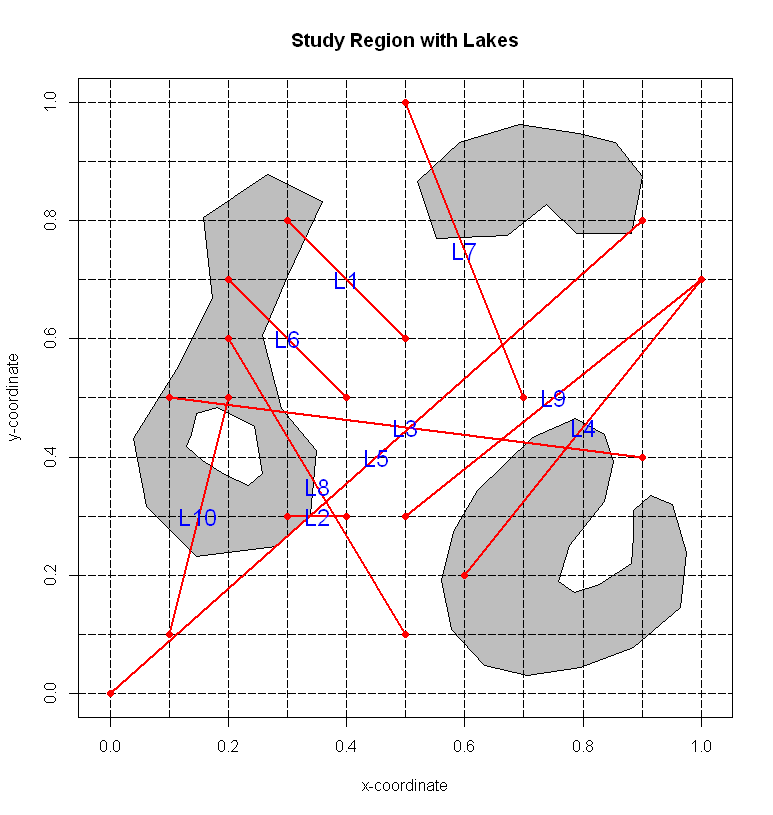 Study Region with Lakes
y-coordinate
1.0
0.8
0.6
0.4
0.2
0.0
L7
L1
L6
L9
L3
L4
L5
L8
L10
L2
0.0 0.2 0.4 0.6 0.8 1.0
x-coordinate